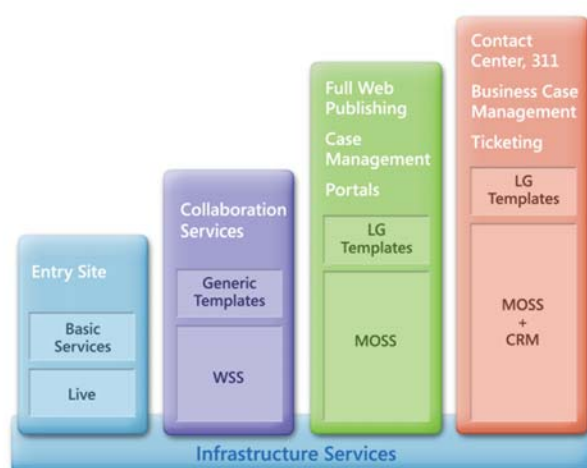 Entry Site
Basic
Services
Live
Collaboration
Services
Generic
Templates
WSS
Full Web
Publishing
Case
Management
Portals
LG
Templates
MOSS
Contact
Center, 311
Business Case
Management
Ticketing
LG
Templates
MOSS
+
CRM
Infrastructure Services